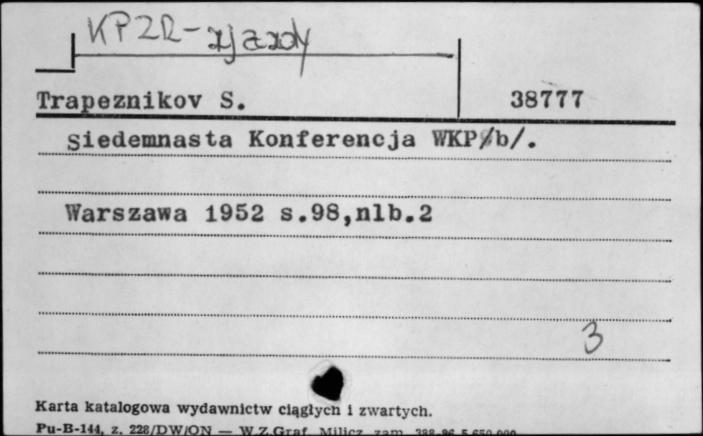 KPZR-zjazdy
Trapeznikov S. 38777
Siedemnasta Konferencja WKP/b/.
Warszawa 1952 s.98,nlb.2
3
Karta katalogowa wydawnictw ciągłych i zwartych.
Pu-B-144, z. 228/DW/ON — W.Z.Graf. Milicz zam.